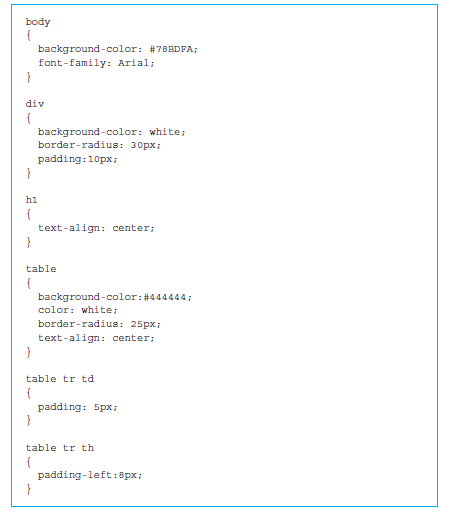 body
{
background-color: #78BDFA;
font-family: Arial;
}
div
{
background-color: white;
border-radius: 30px;
padding:10px;
}
h1
{
text-align: center;
}
table
{
background-color:#444444;
color: white;
border-radius: 25px;
text-align: center;
}
table tr td
{
padding: 5px;
}
table tr th
{
padding-left:8px;
}